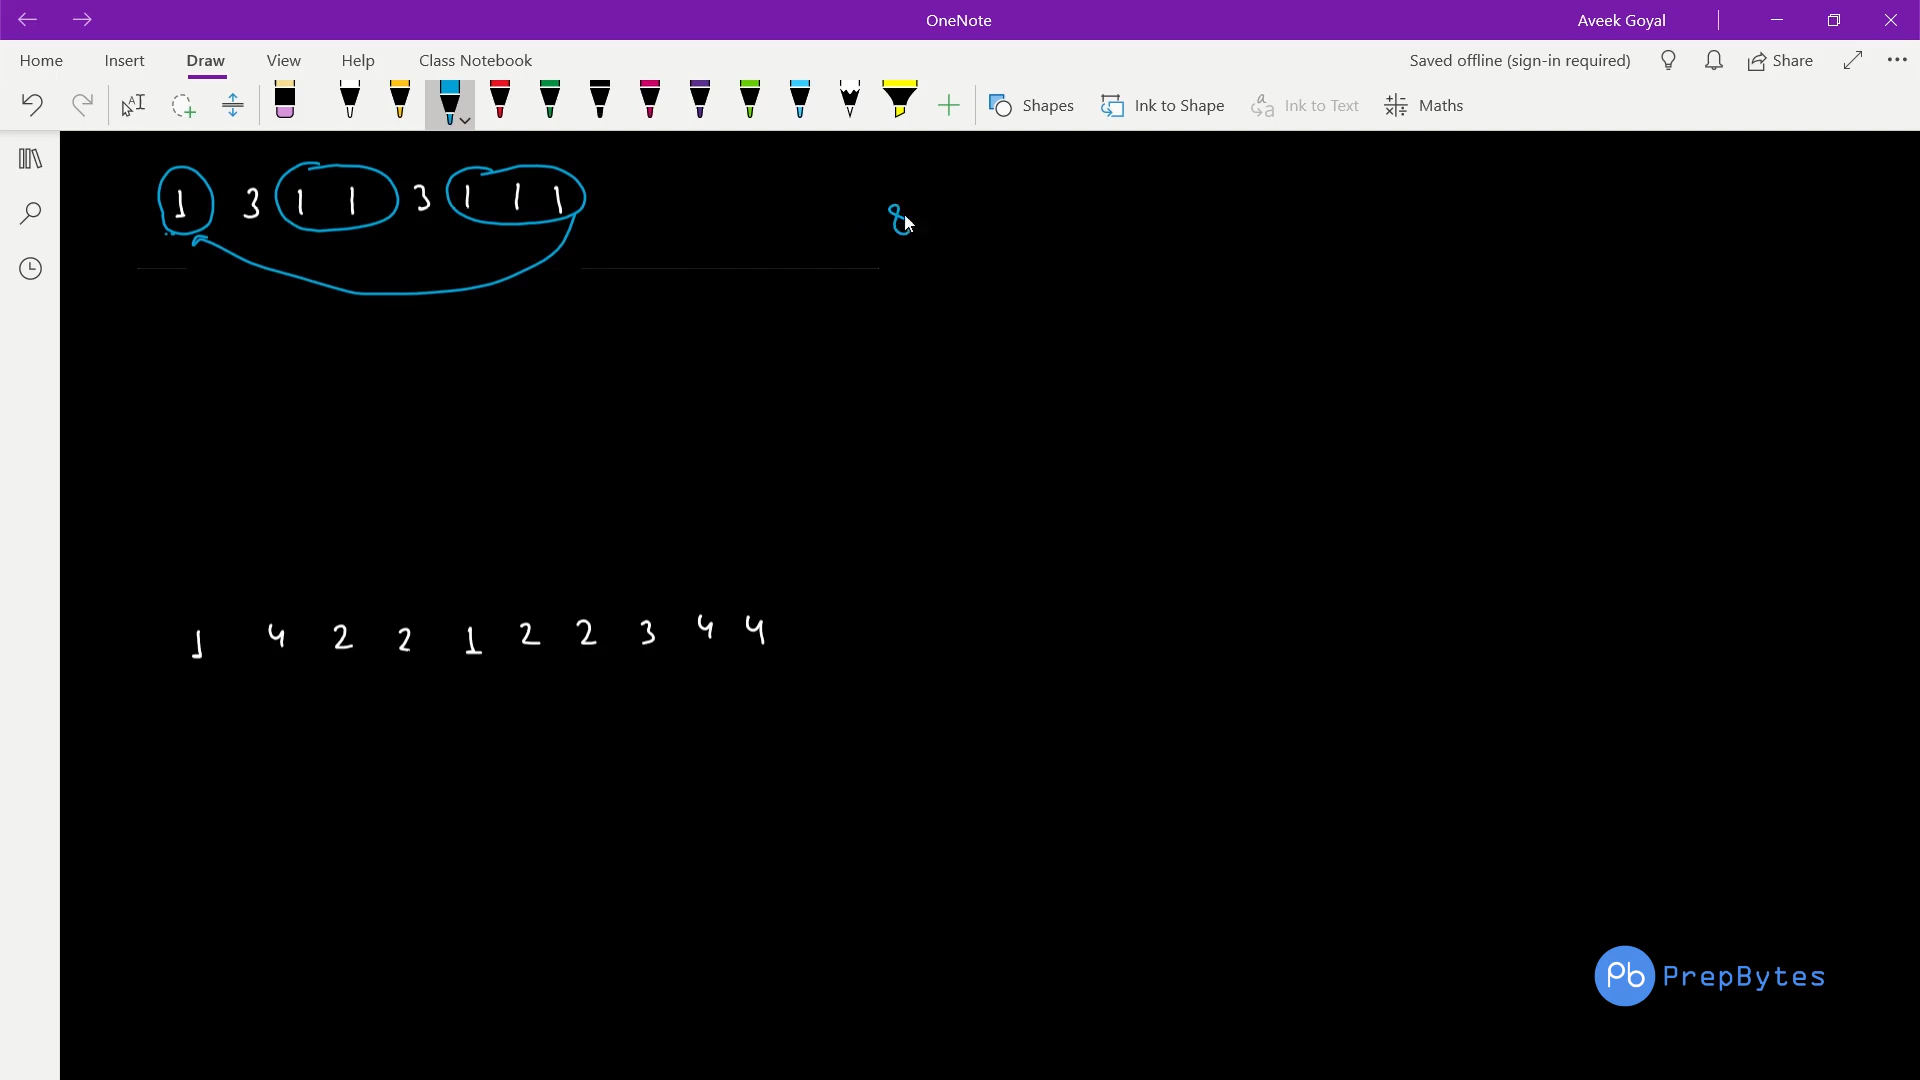 OneNote
Aveek Goyal
Home Insert Draw View Help Class Notebook
Saved offline (sign-in required) Share
Shapes Ink to Shape Ink to Text Maths
1 3 1 1 3 1 1 1
8
1 4 2 2 1 2 2 3 4 4
Pb PrepBytes